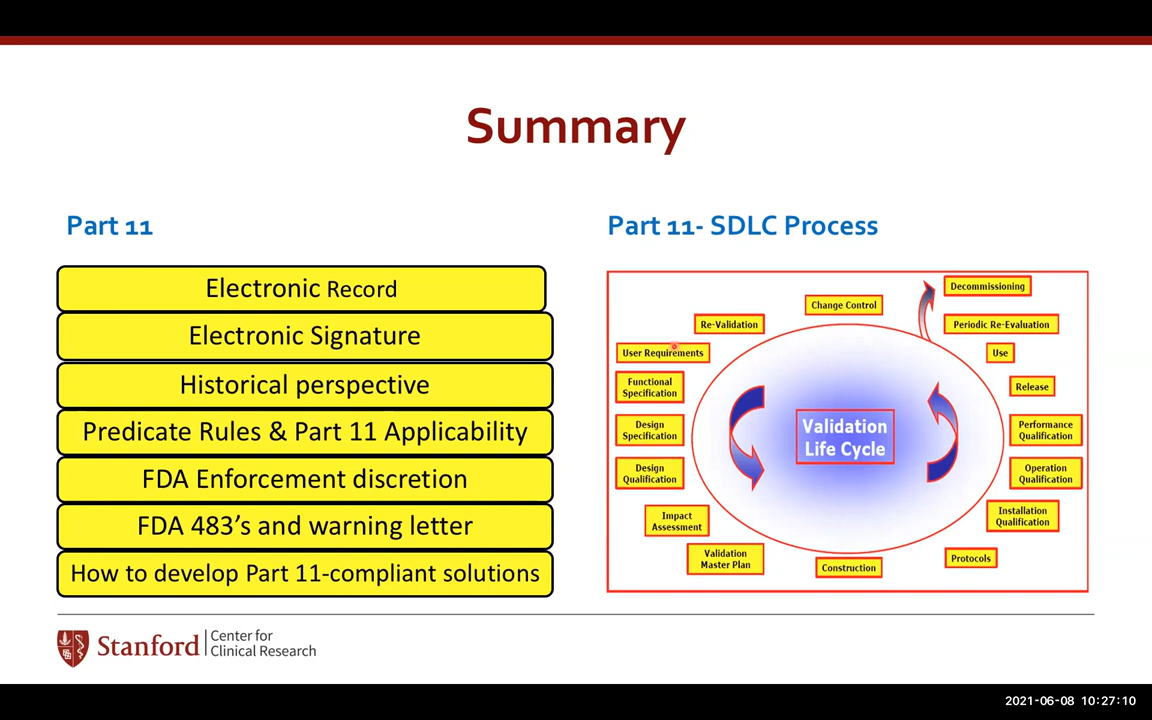 Summary
Part 11
Electronic Record
Electronic Signature
Historical perspective
Predicate Rules & Part 11 Applicability
FDA Enforcement discretion
FDA 483’s and warning letter
How to develop Part 11-compliant solutions
Part 11- SDLC Process
Decommissioning
Change Control
Re-Validation
Periodic Re-Evaluation
User Requirements
Use
Functional
Specification
Release
Design
Specification
Validation
Life Cycle
Performance
Qualification
Design
Qualification
Operation
Qualification
Impact
Assessment
Installation
Qualification
Validation
Master Plan
Construction
Protocols
Stanford
Center for
Clinical Research
2021-06-08 10:27:10